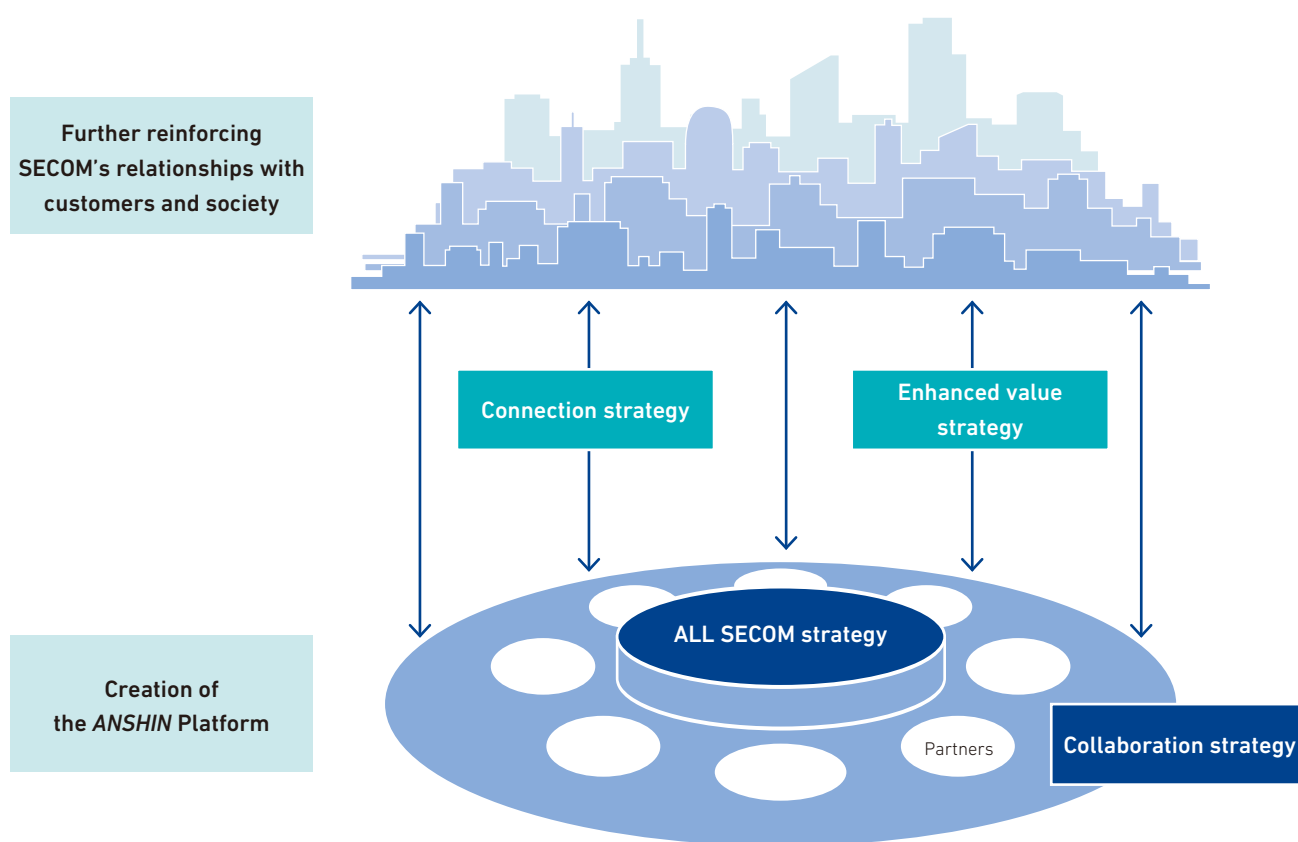 Further reinforcing
SECOM's relationships with
customers and society
Connection strategy
Enhanced value
strategy
ALL SECOM strategy
Creation of
the ANSHIN Platform
Partners
Collaboration strategy